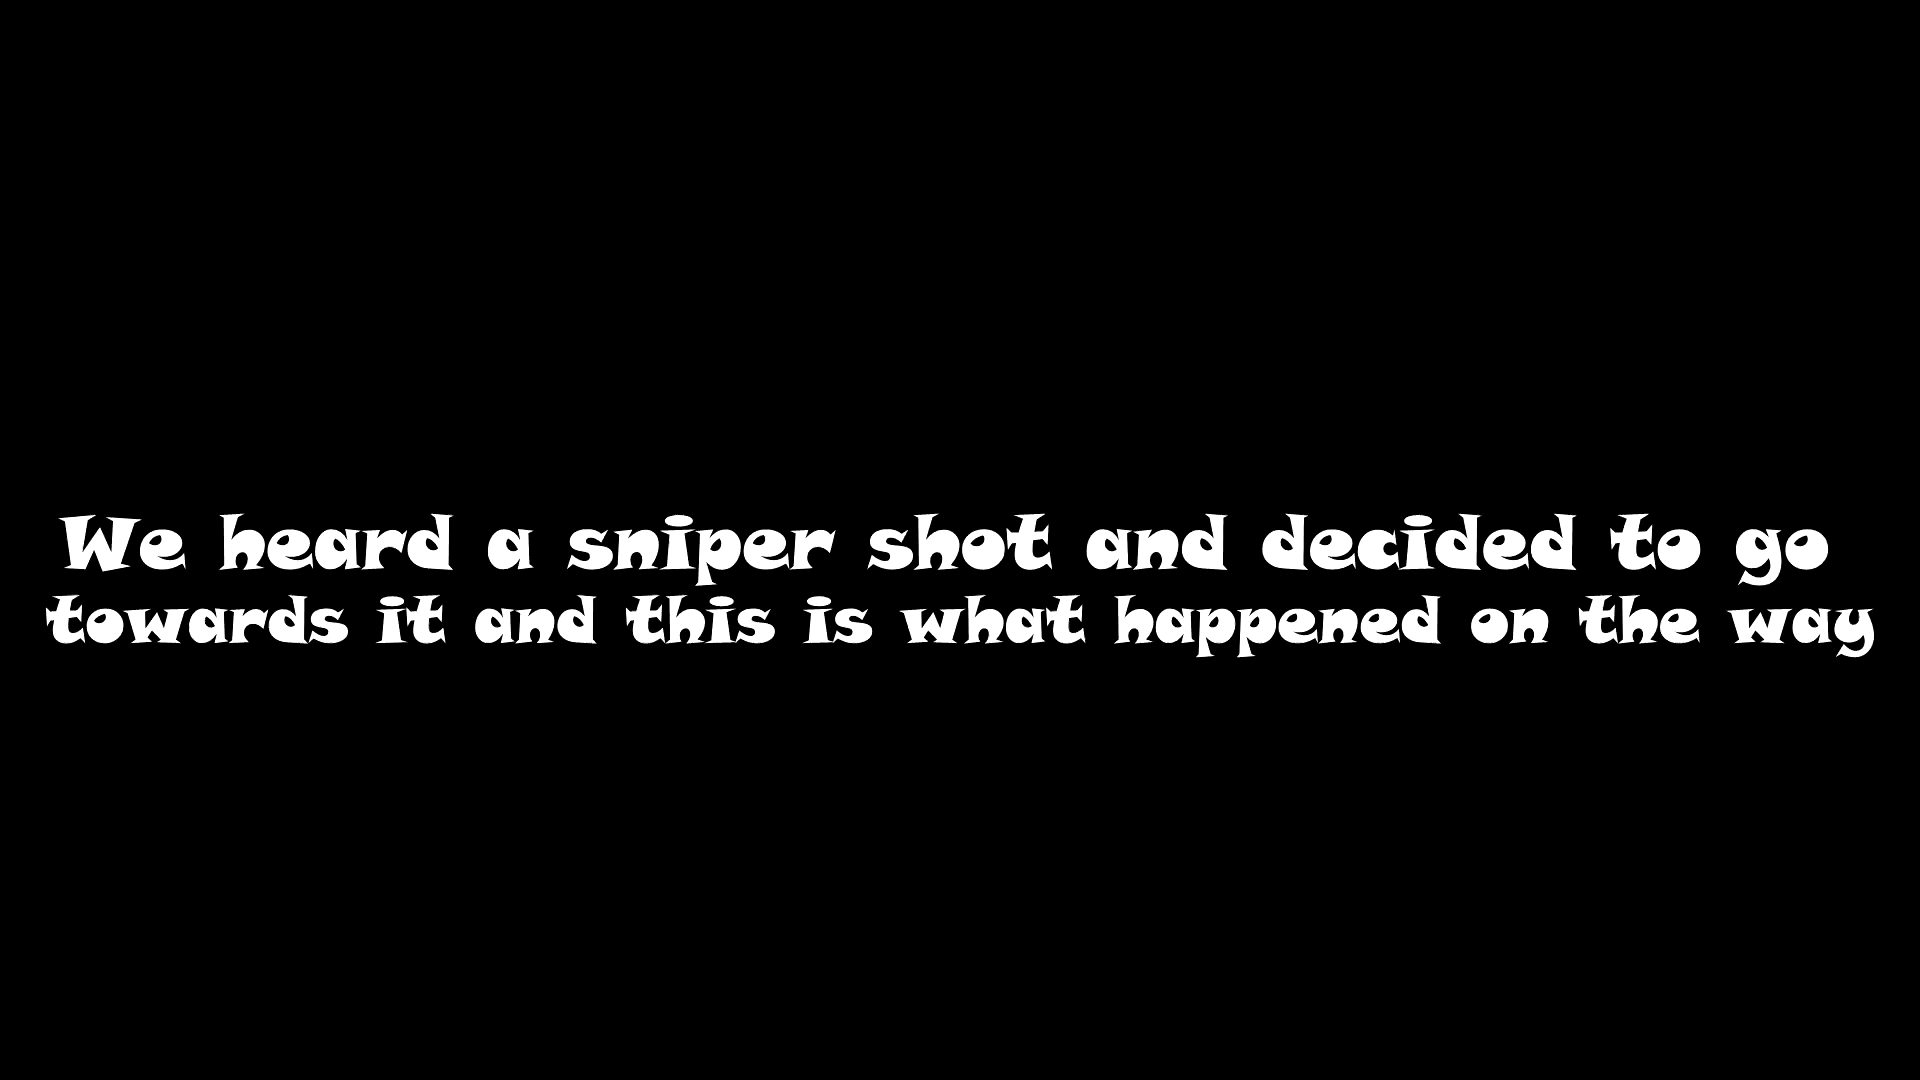 We heard a sniper shot and decided to go
towards it and this is what happened on the way